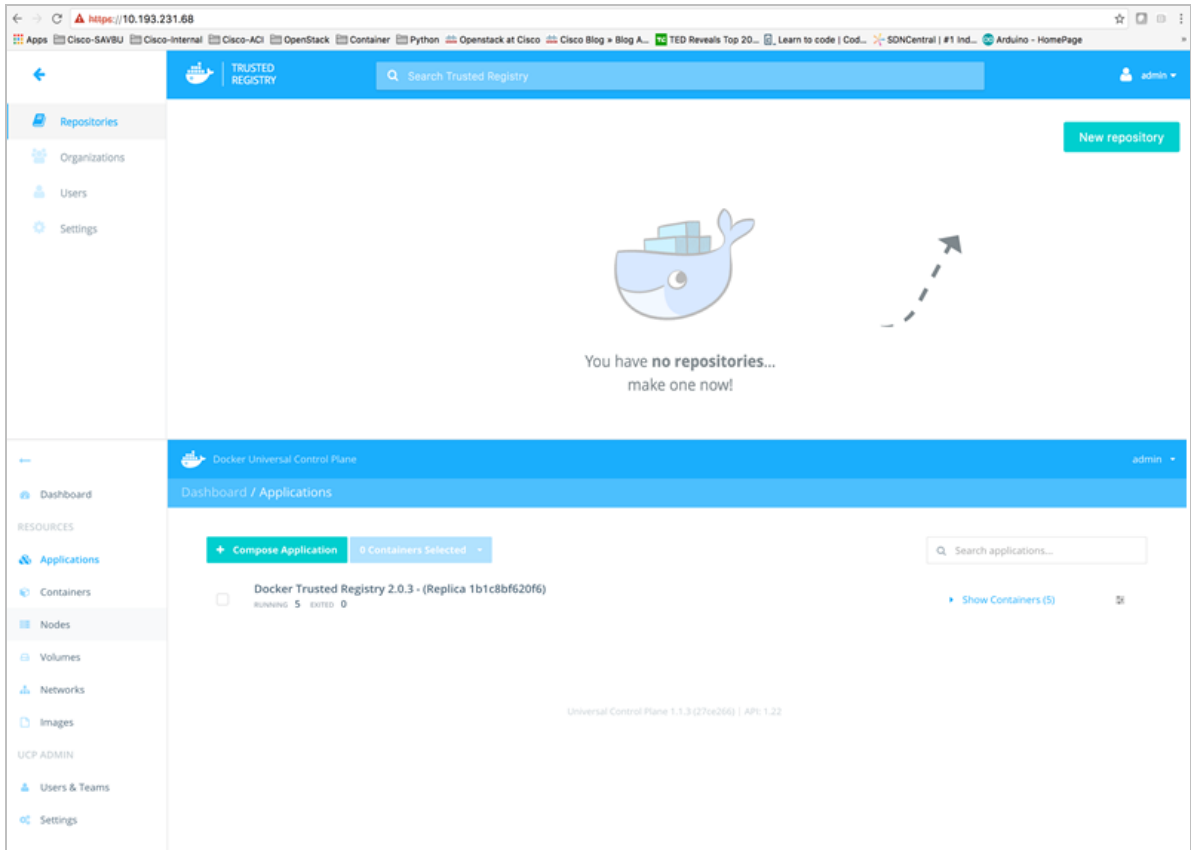 https://10.193.231.68
Apps Cisco-SAVBU Cisco-Internal Cisco-ACI OpenStack Container Python Openstack at Cisco Cisco Blog » Blog A... TED Reveals Top 20... Learn to code | Cod... SDNCentral | #1 Ind... Arduino - HomePage »
TRUSTED
REGISTRY
Search Trusted Registry
admin
Repositories
Organizations
Users
Settings
New repository
You have no repositories...
make one now!
Docker Universal Control Plane
admin
Dashboard / Applications
Dashboard
RESOURCES
Applications
Containers
Nodes
Volumes
Networks
Images
UCP ADMIN
Users & Teams
Settings
+ Compose Application
0 Containers Selected
Search applications...
Docker Trusted Registry 2.0.3 - (Replica 1b1c8bf620f6)
RUNNING 5 EXITED 0
Show Containers (5)
Universal Control Plane 1.1.3 (27ce266) | API: 1.22